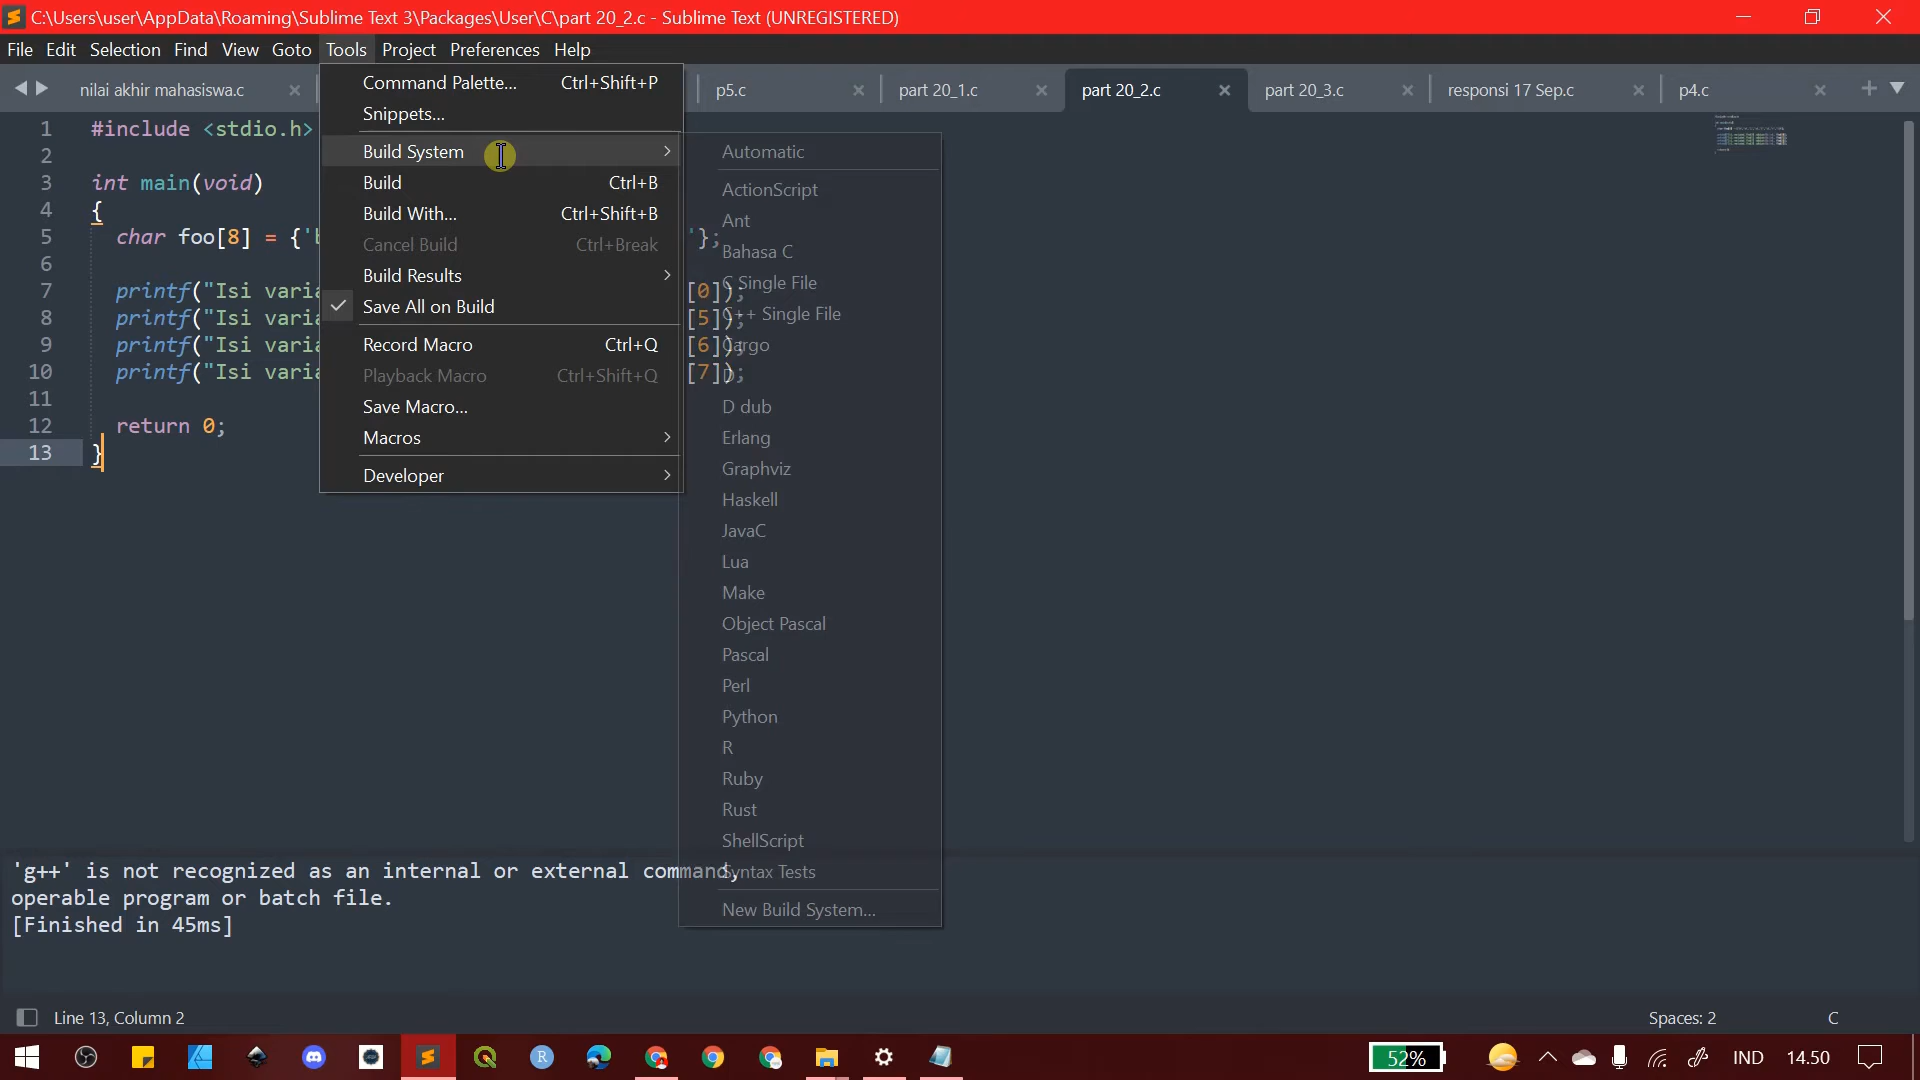 C:\Users\user\AppData\Roaming\Sublime Text 3\Packages\User\C\part 20_2.c - Sublime Text (UNREGISTERED)
File Edit Selection Find View Goto Tools Project Preferences Help
nilai akhir mahasiswa.c
p5.c
part 20_1.c
part 20_2.c
part 20_3.c
responsi 17 Sep.c
p4.c
Command Palette... Ctrl+Shift+P
Snippets...
Build System
Build Ctrl+B
Build With... Ctrl+Shift+B
Cancel Build Ctrl+Break
Build Results
Save All on Build
Record Macro Ctrl+Q
Playback Macro Ctrl+Shift+Q
Save Macro...
Macros
Developer
Automatic
ActionScript
Ant
Bahasa C
C Single File
C++ Single File
Cargo
D
D dub
Erlang
Graphviz
Haskell
JavaC
Lua
Make
Object Pascal
Pascal
Perl
Python
R
Ruby
Rust
ShellScript
Syntax Tests
New Build System...
1 #include <stdio.h>
2
3 int main(void)
4 {
5 char foo[8] = {' '};
6
7 printf("Isi varia [0]);
8 printf("Isi varia [5]);
9 printf("Isi varia [6]);
10 printf("Isi varia [7]);
11
12 return 0;
13 }
'g++' is not recognized as an internal or external command,
operable program or batch file.
[Finished in 45ms]
Line 13, Column 2
Spaces: 2
C
52%
IND
14.50